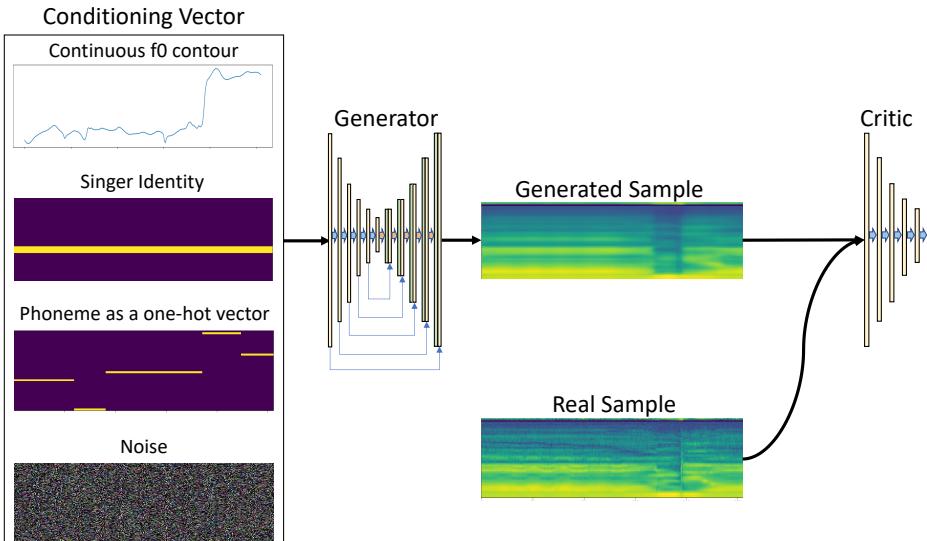 Conditioning Vector
Continuous f0 contour
Singer Identity
Phoneme as a one-hot vector
Noise
Generator
Generated Sample
Real Sample
Critic